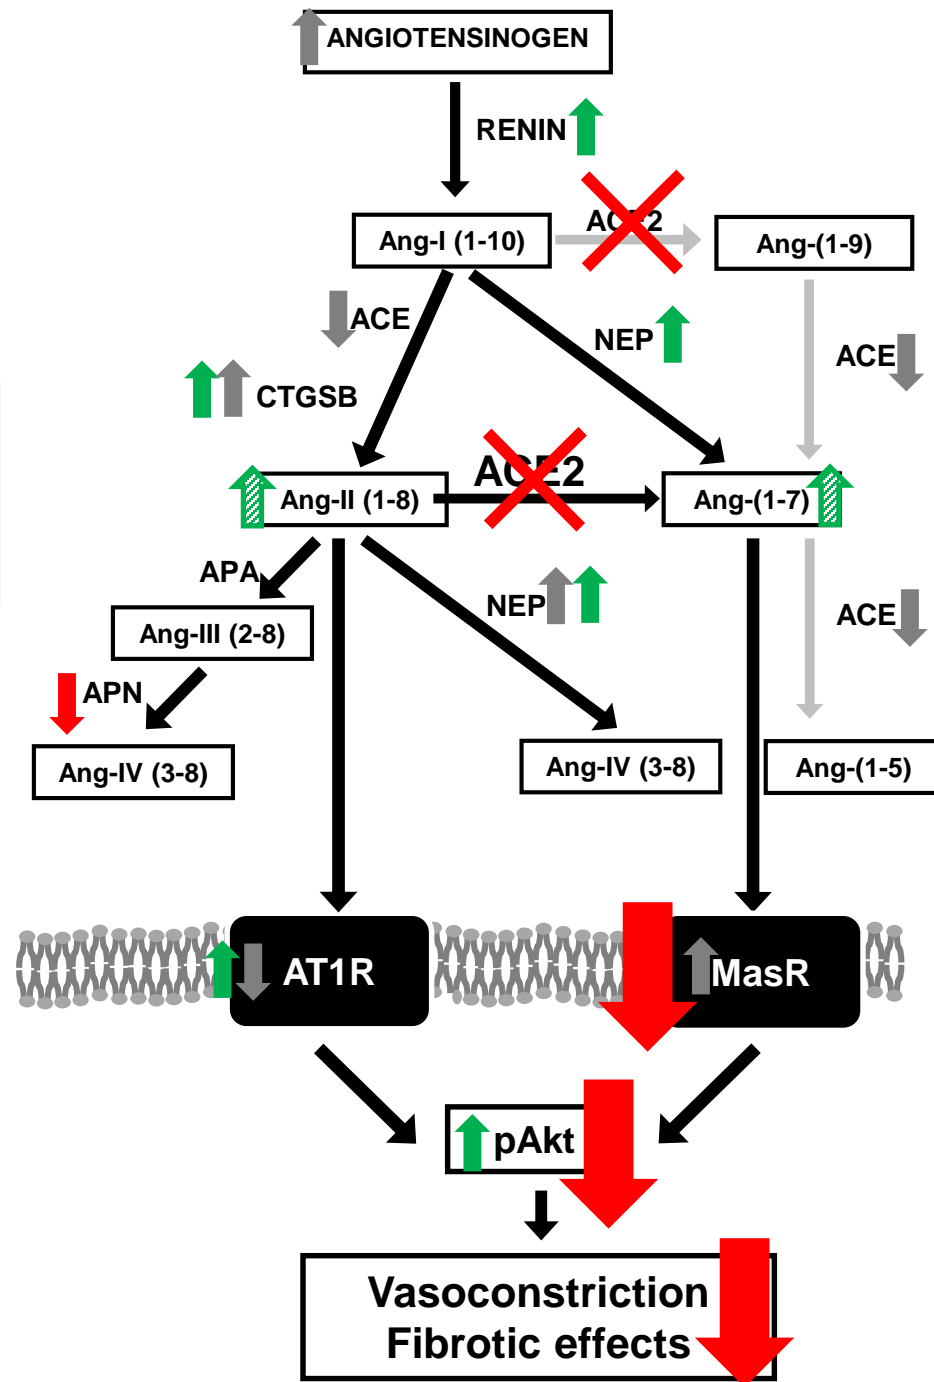 ANGIOTENSINOGEN
RENIN
ACE2
Ang-I (1-10)
Ang-(1-9)
ACE
NEP
ACE
CTGSB
ACE2
Ang-II (1-8)
Ang-(1-7)
APA
NEP
ACE
Ang-III (2-8)
APN
Ang-IV (3-8)
Ang-IV (3-8)
Ang-(1-5)
AT1R
MasR
pAkt
Vasoconstriction
Fibrotic effects